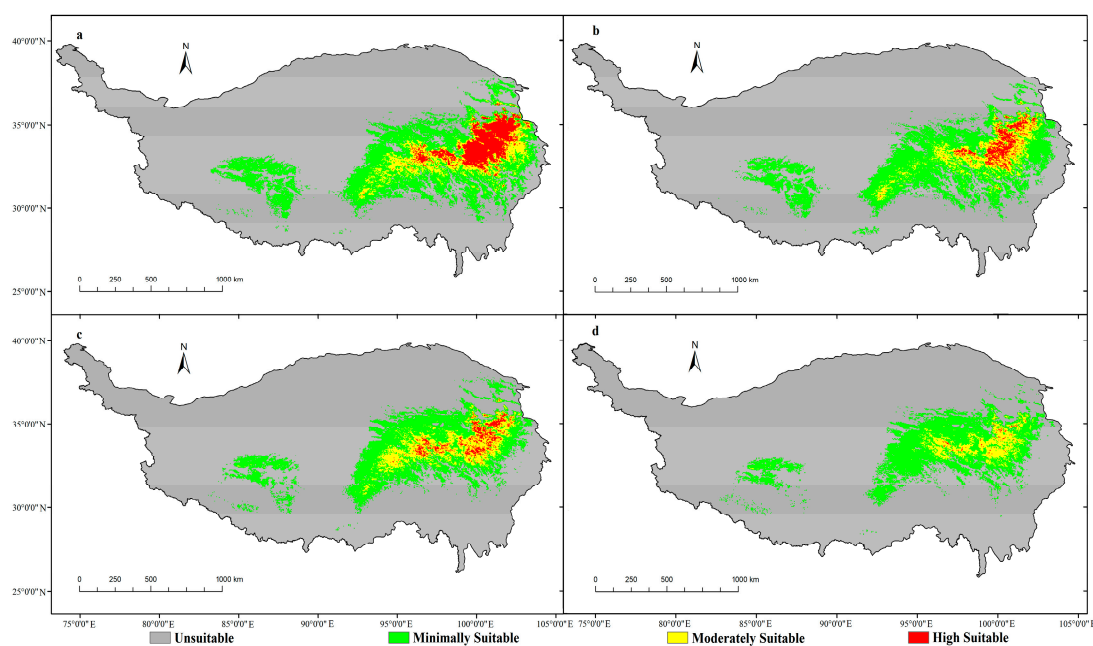 a
b
N
N
40°0'0"N
35°0'0"N
30°0'0"N
25°0'0"N
0 250 500 1000 km
0 250 500 1000 km
c
d
N
N
40°0'0"N
35°0'0"N
30°0'0"N
25°0'0"N
0 250 500 1000 km
0 250 500 1000 km
75°0'0"E 80°0'0"E 85°0'0"E 90°0'0"E 95°0'0"E 100°0'0"E 105°0'0"E 75°0'0"E 80°0'0"E 85°0'0"E 90°0'0"E 95°0'0"E 100°0'0"E 105°0'0"E
Unsuitable Minimally Suitable Moderately Suitable High Suitable